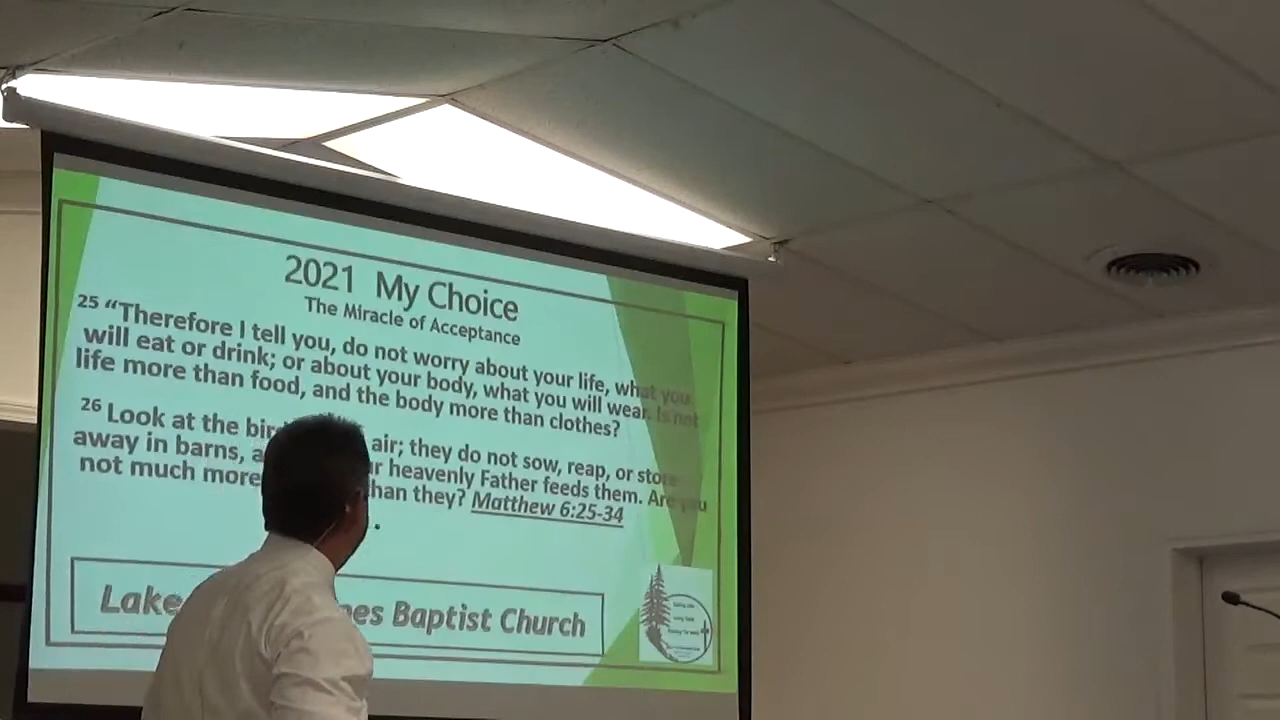 2021 My Choice
The Miracle of Acceptance
25 “Therefore I tell you, do not worry about your life, what you
will eat or drink; or about your body, what you will wear. Is not
life more than food, and the body more than clothes?
26 Look at the air; they do not sow, reap, or store
away in barns, heavenly Father feeds them. Are you
not much more than they? Matthew 6:25-34
Lake Baptist Church